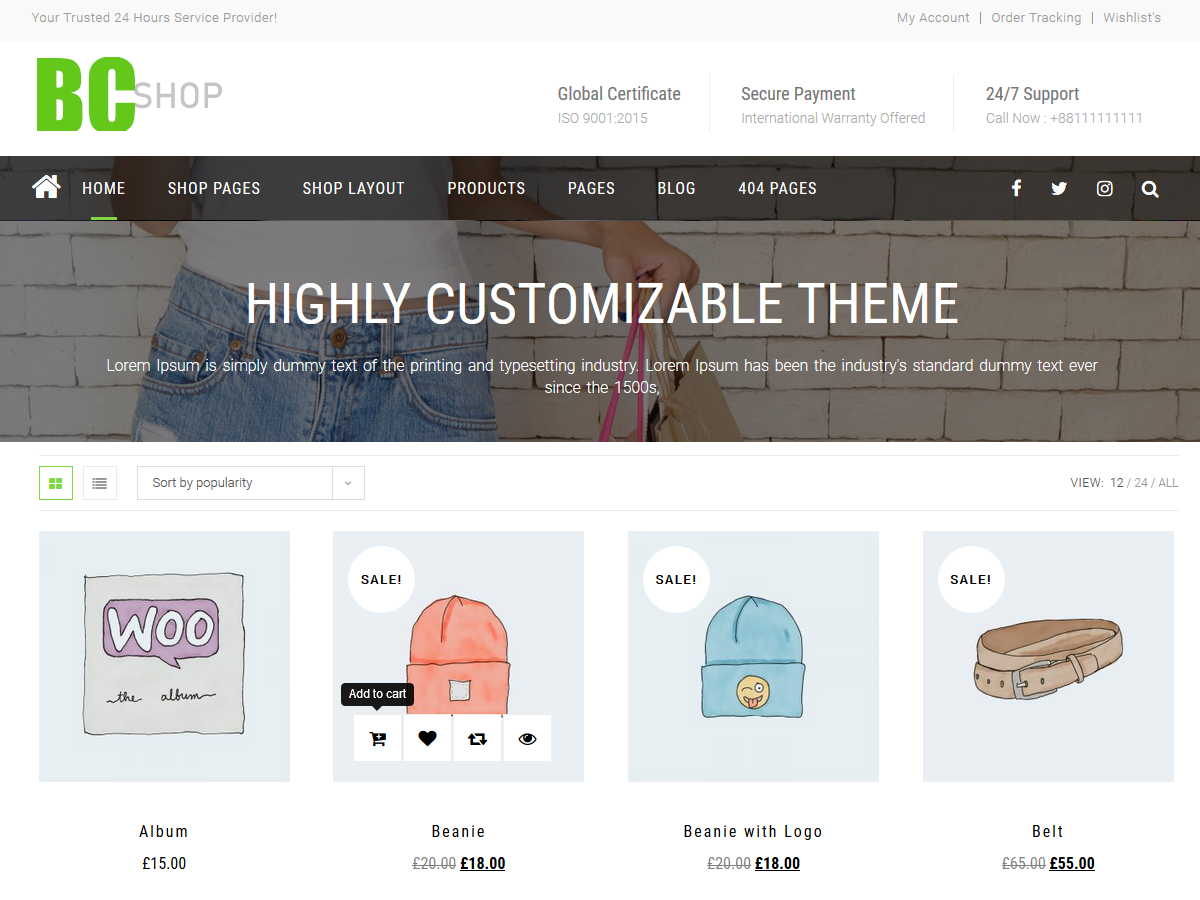 Your Trusted 24 Hours Service Provider!
My Account | Order Tracking | Wishlist's
BC SHOP
Global Certificate
ISO 9001:2015
Secure Payment
International Warranty Offered
24/7 Support
Call Now : +88111111111
HOME SHOP PAGES SHOP LAYOUT PRODUCTS PAGES BLOG 404 PAGES
HIGHLY CUSTOMIZABLE THEME
Lorem Ipsum is simply dummy text of the printing and typesetting industry. Lorem Ipsum has been the industry's standard dummy text ever
since the 1500s,
Sort by popularity
VIEW: 12 / 24 / ALL
WOO
the album
SALE!
SALE!
SALE!
Add to cart
Album
£15.00
Beanie
£20.00 £18.00
Beanie with Logo
£20.00 £18.00
Belt
£65.00 £55.00